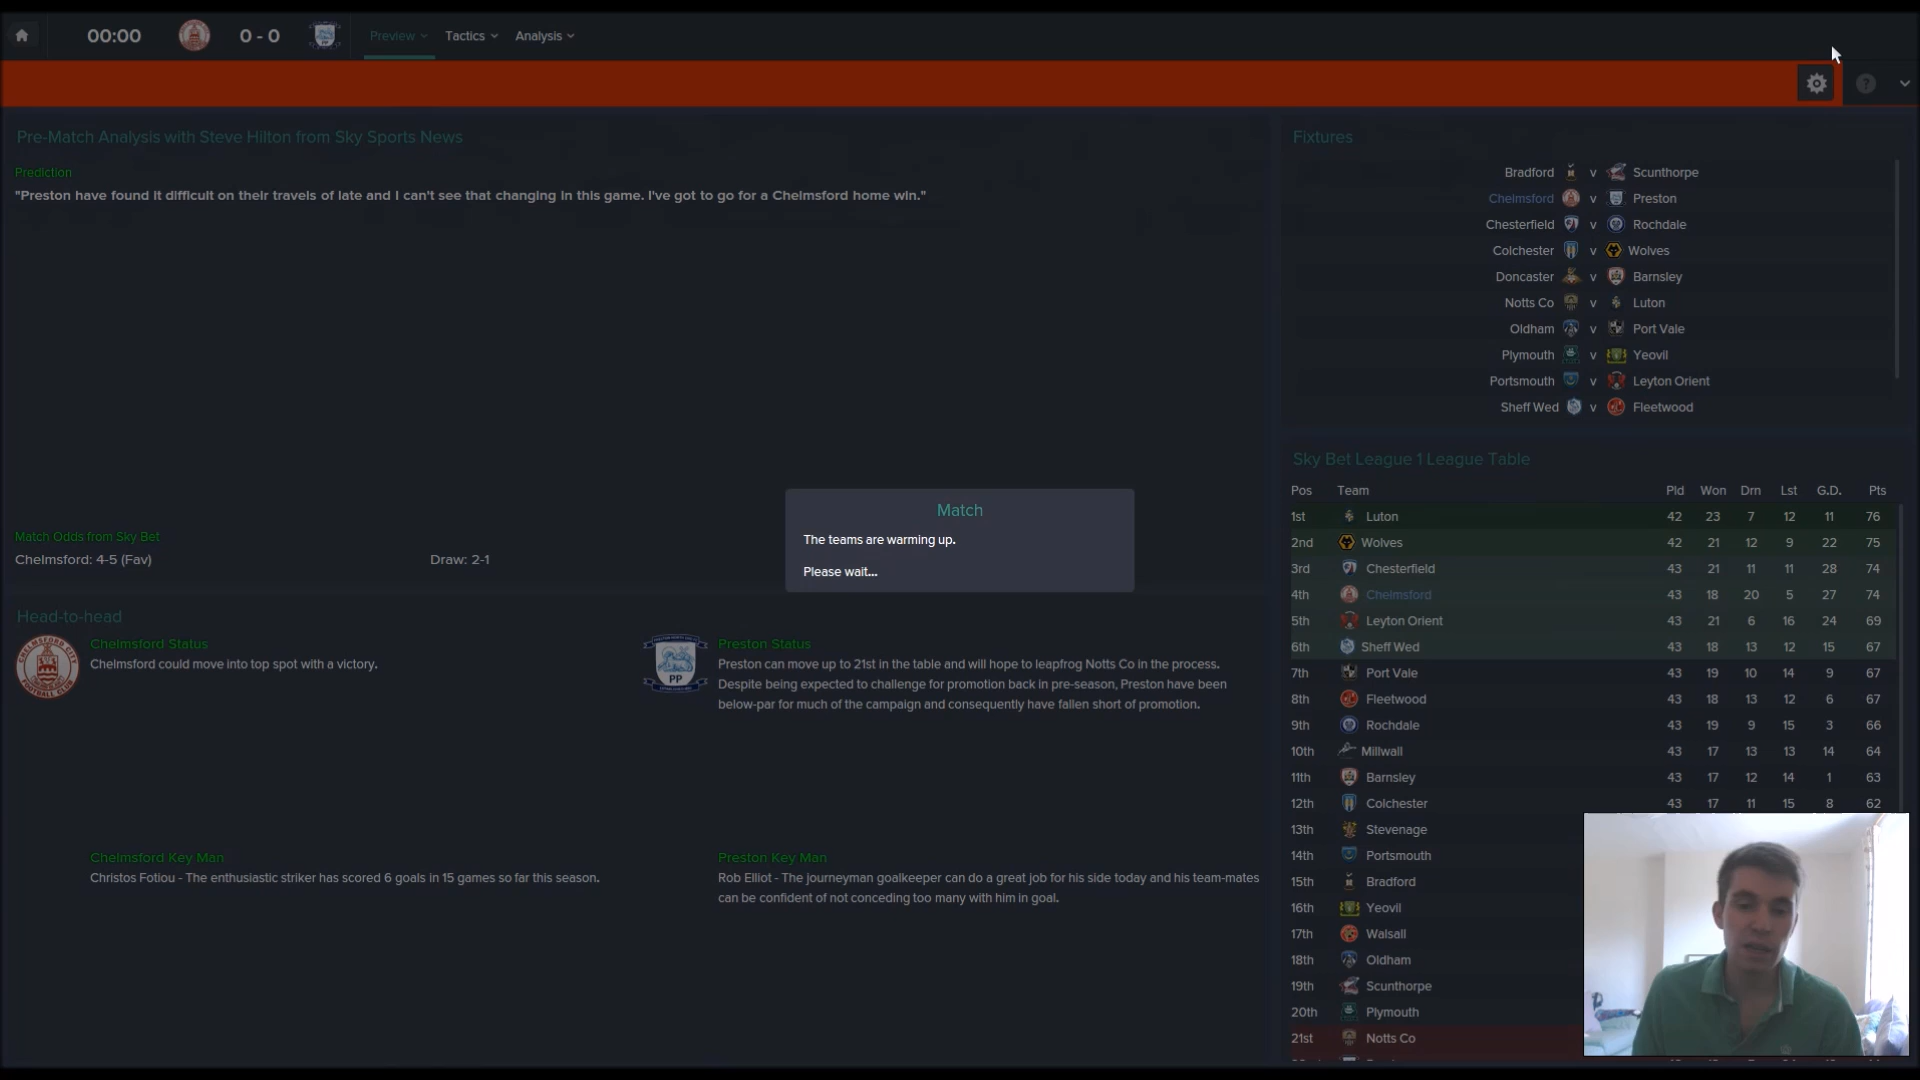 00:00
0 - 0
Preview
Tactics
Analysis
?
Pre-Match Analysis with Steve Hilton from Sky Sports News
Prediction
"Preston have found it difficult on their travels of late and I can't see that changing in this game. I've got to go for a Chelmsford home win."
Match Odds from Sky Bet
Chelmsford: 4-5 (Fav) Draw: 2-1
Match
The teams are warming up.
Please wait...
Head-to-head
Chelmsford Status
Chelmsford could move into top spot with a victory.
PP
Preston Status
Preston can move up to 21st in the table and will hope to leapfrog Notts Co in the process.
Despite being expected to challenge for promotion back in pre-season, Preston have been
below-par for much of the campaign and consequently have fallen short of promotion.
Chelmsford Key Man
Christos Fotiou - The enthusiastic striker has scored 6 goals in 15 games so far this season.
Preston Key Man
Rob Elliot - The journeyman goalkeeper can do a great job for his side today and his team-mates
can be confident of not conceding too many with him in goal.
Fixtures
Bradford v Scunthorpe
Chelmsford v Preston
Chesterfield v Rochdale
Colchester v Wolves
Doncaster v Barnsley
Notts Co v Luton
Oldham v Port Vale
Plymouth v Yeovil
Portsmouth v Leyton Orient
Sheff Wed v Fleetwood
Sky Bet League 1 League Table
Pos Team Pld Won Drn Lst G.D. Pts
1st Luton 42 23 7 12 11 76
2nd Wolves 42 21 12 9 22 75
3rd Chesterfield 43 21 11 11 28 74
4th Chelmsford 43 18 20 5 27 74
5th Leyton Orient 43 21 6 16 24 69
6th Sheff Wed 43 18 13 12 15 67
7th Port Vale 43 19 10 14 9 67
8th Fleetwood 43 18 13 12 6 67
9th Rochdale 43 19 9 15 3 66
10th Millwall 43 17 13 13 14 64
11th Barnsley 43 17 12 14 1 63
12th Colchester 43 17 11 15 8 62
13th Stevenage
14th Portsmouth
15th Bradford
16th Yeovil
17th Walsall
18th Oldham
19th Scunthorpe
20th Plymouth
21st Notts Co